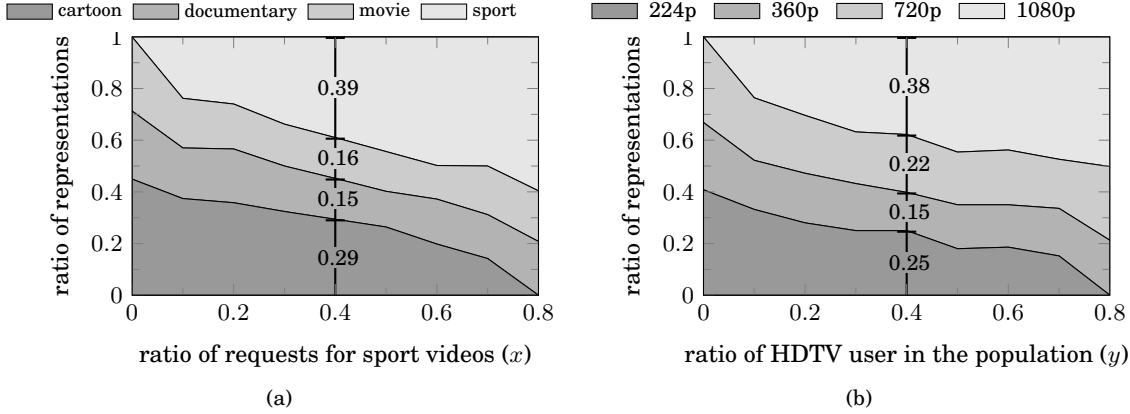 cartoon documentary movie sport
1
0.8
0.6
0.4
0.2
0
ratio of representations
0.39
0.16
0.15
0.29
0 0.2 0.4 0.6 0.8
ratio of requests for sport videos (x)
(a)
224p 360p 720p 1080p
1
0.8
0.6
0.4
0.2
0
ratio of representations
0.38
0.22
0.15
0.25
0 0.2 0.4 0.6 0.8
ratio of HDTV user in the population (y)
(b)